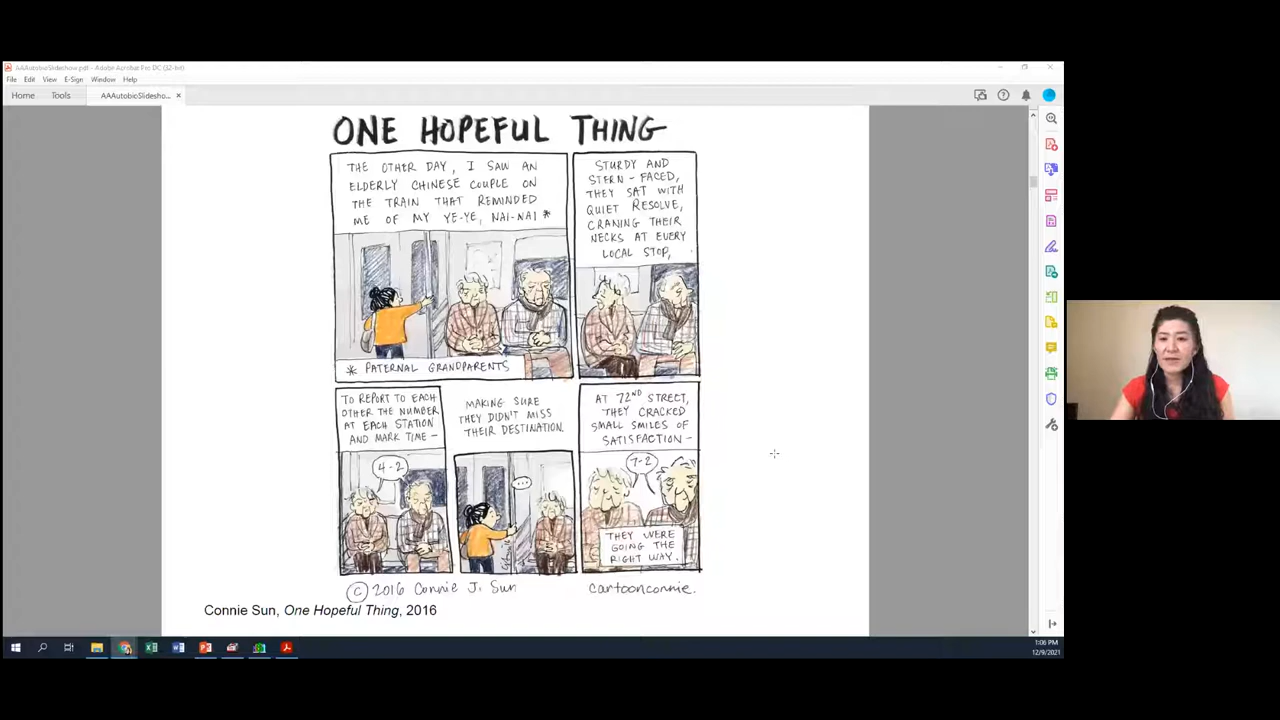 AAAutobioSlideshow.pdf - Adobe Acrobat Pro DC (32-bit)
File Edit View E-Sign Window Help
Home Tools AAAutobioSlidesho... ×
ONE HOPEFUL THING
THE OTHER DAY, I SAW AN
ELDERLY CHINESE COUPLE ON
THE TRAIN THAT REMINDED
ME OF MY YE-YE, NAI-NAI *
* PATERNAL GRANDPARENTS
STURDY AND
STERN-FACED,
THEY SAT WITH
QUIET RESOLVE,
CRANING THEIR
NECKS AT EVERY
LOCAL STOP,
TO REPORT TO EACH
OTHER THE NUMBER
AT EACH STATION
AND MARK TIME -
4-2
MAKING SURE
THEY DIDN'T MISS
THEIR DESTINATION.
...
AT 72ND STREET,
THEY CRACKED
SMALL SMILES OF
SATISFACTION -
7-2
THEY WERE
GOING THE
RIGHT WAY.
© 2016 Connie J. Sun
cartoonconnie.
Connie Sun, One Hopeful Thing, 2016
1:06 PM
12/9/2021